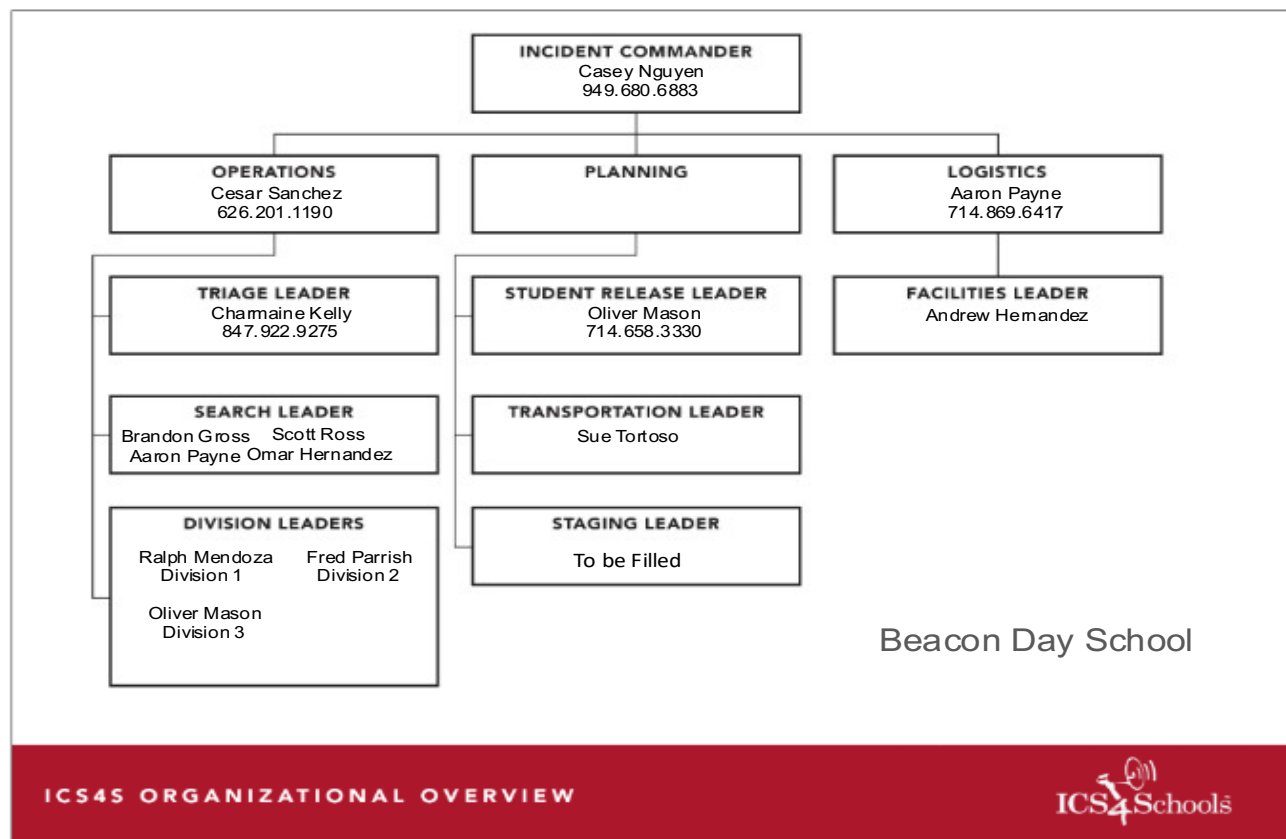 INCIDENT COMMANDER
Casey Nguyen
949.680.6883
OPERATIONS
Cesar Sanchez
626.201.1190
PLANNING
LOGISTICS
Aaron Payne
714.869.6417
TRIAGE LEADER
Charmaine Kelly
847.922.9275
STUDENT RELEASE LEADER
Oliver Mason
714.658.3330
FACILITIES LEADER
Andrew Hernandez
SEARCH LEADER
Brandon Gross Scott Ross
Aaron Payne Omar Hernandez
TRANSPORTATION LEADER
Sue Tortoso
DIVISION LEADERS
Ralph Mendoza
Division 1
Fred Parrish
Division 2
Oliver Mason
Division 3
STAGING LEADER
To be Filled
Beacon Day School
ICS4S ORGANIZATIONAL OVERVIEW
ICS4Schools